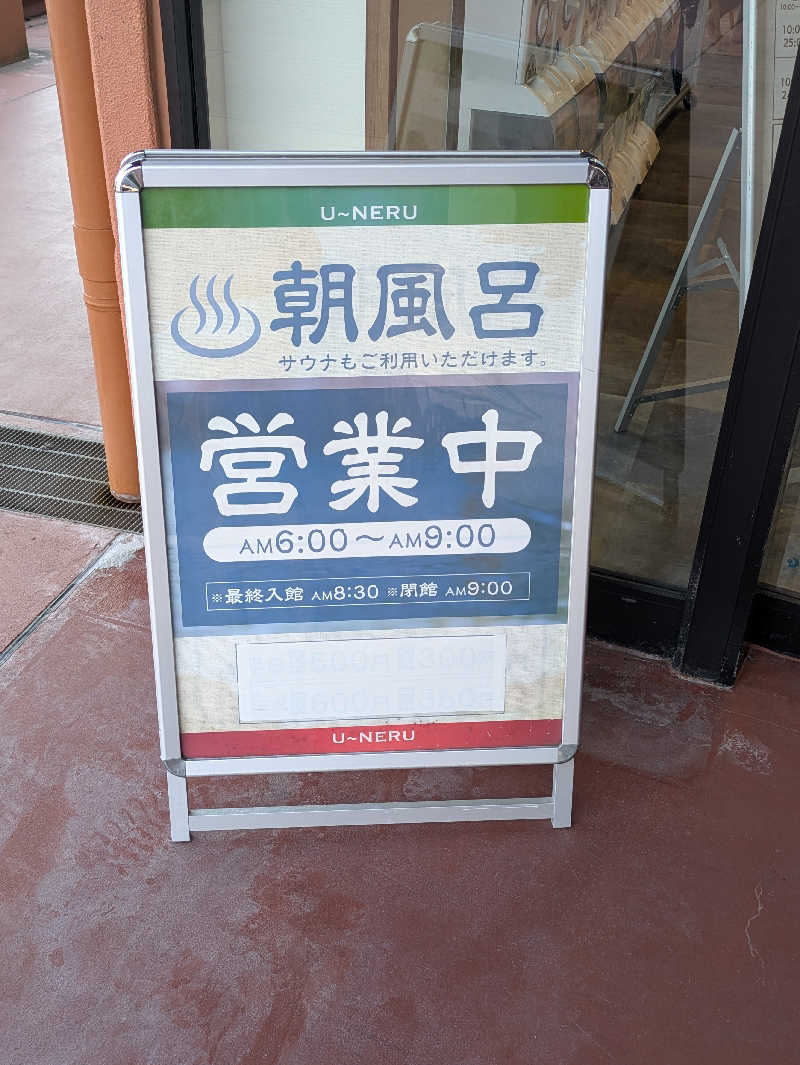 U~NERU
朝風呂
サウナもご利用いただけます。
営業中
AM6:00～AM9:00
※最終入館 AM8:30 ※閉館 AM9:00
U~NERU